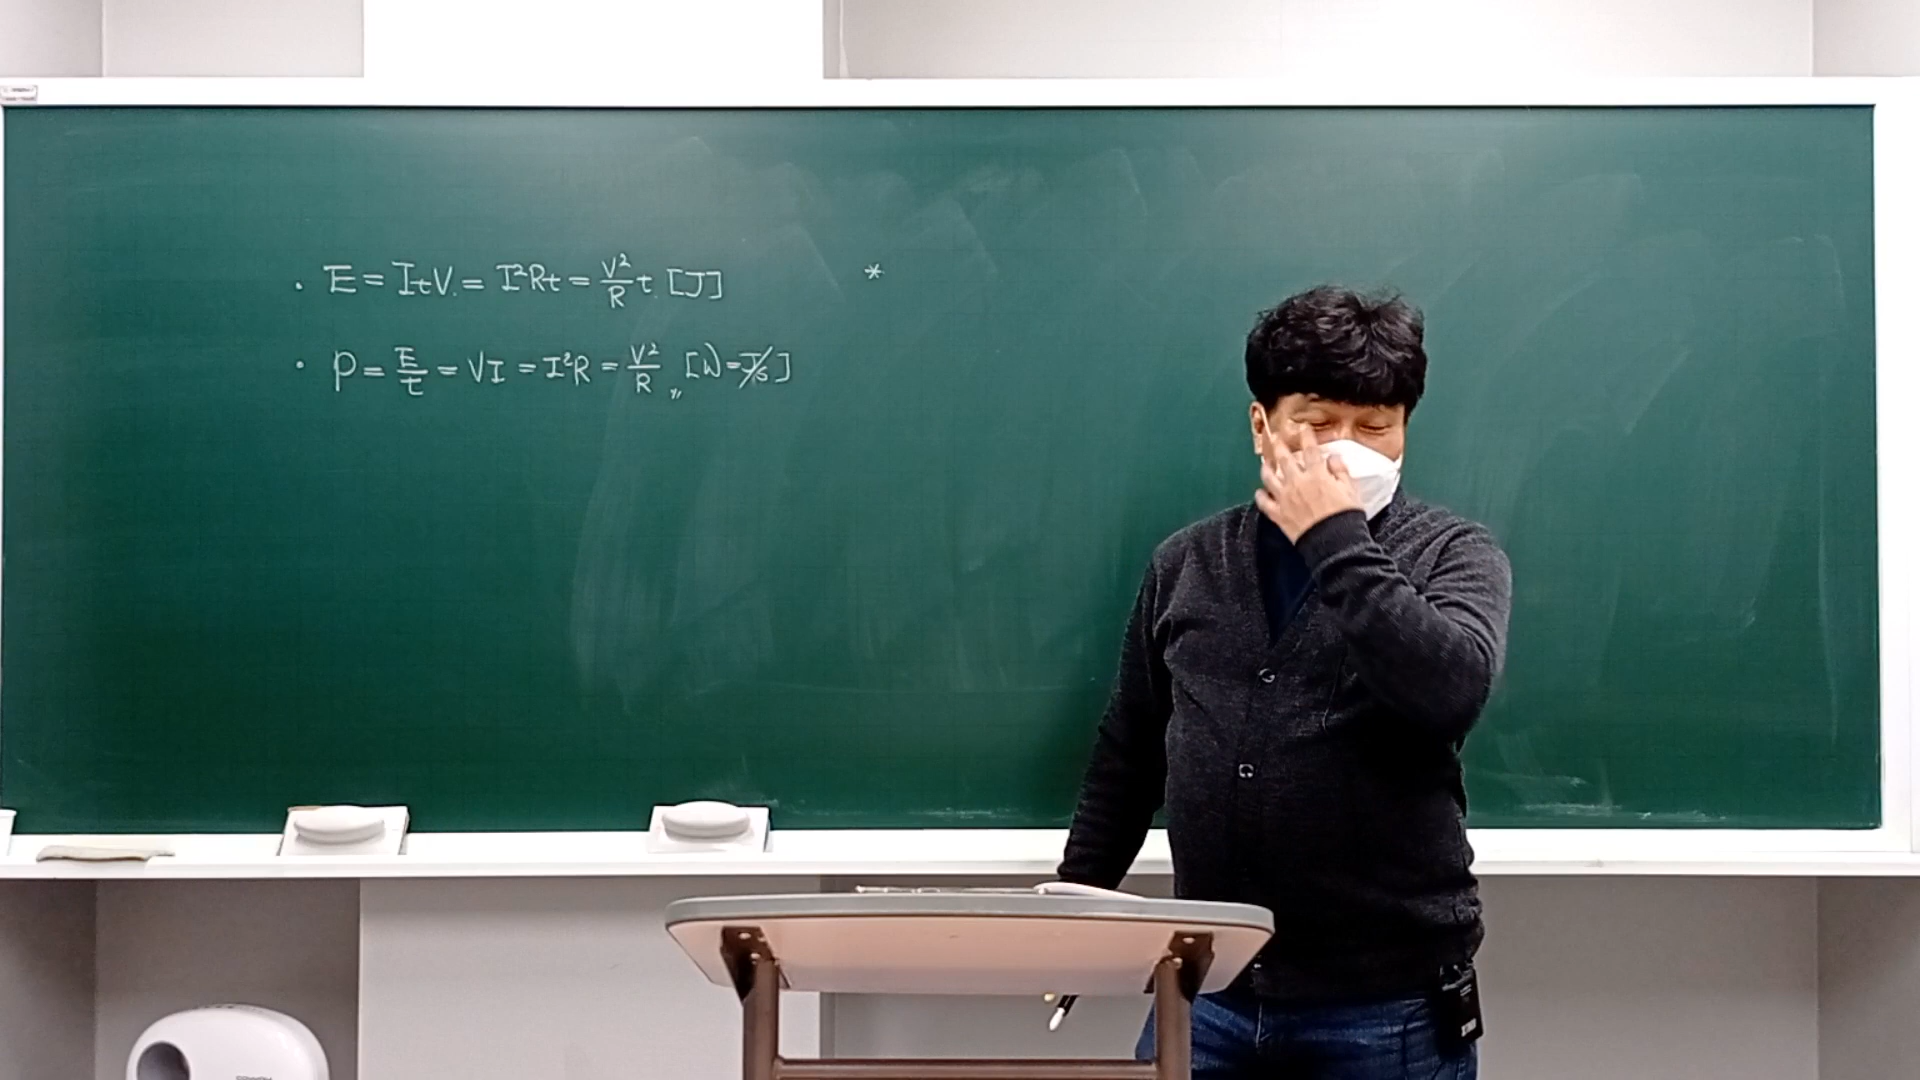 · E = ItV = I²Rt = V²/R t [J] *
· P = E/t = VI = I²R = V²/R 〃 [W=J/s]